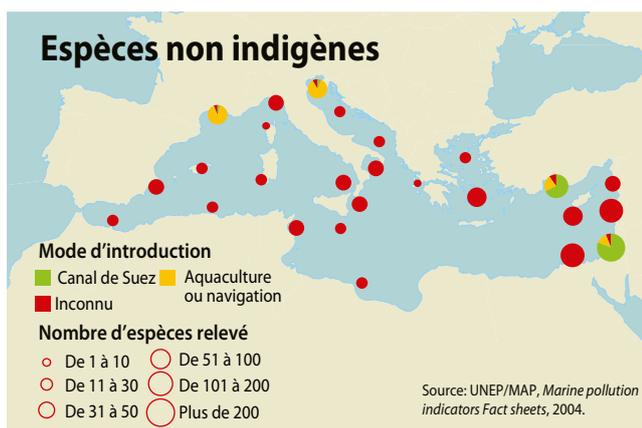 Espèces non indigènes
Mode d'introduction
Canal de Suez
Aquaculture
ou navigation
Inconnu
Nombre d'espèces relevé
De 1 à 10
De 11 à 30
De 31 à 50
De 51 à 100
De 101 à 200
Plus de 200
Source: UNEP/MAP, Marine pollution
indicators Fact sheets, 2004.